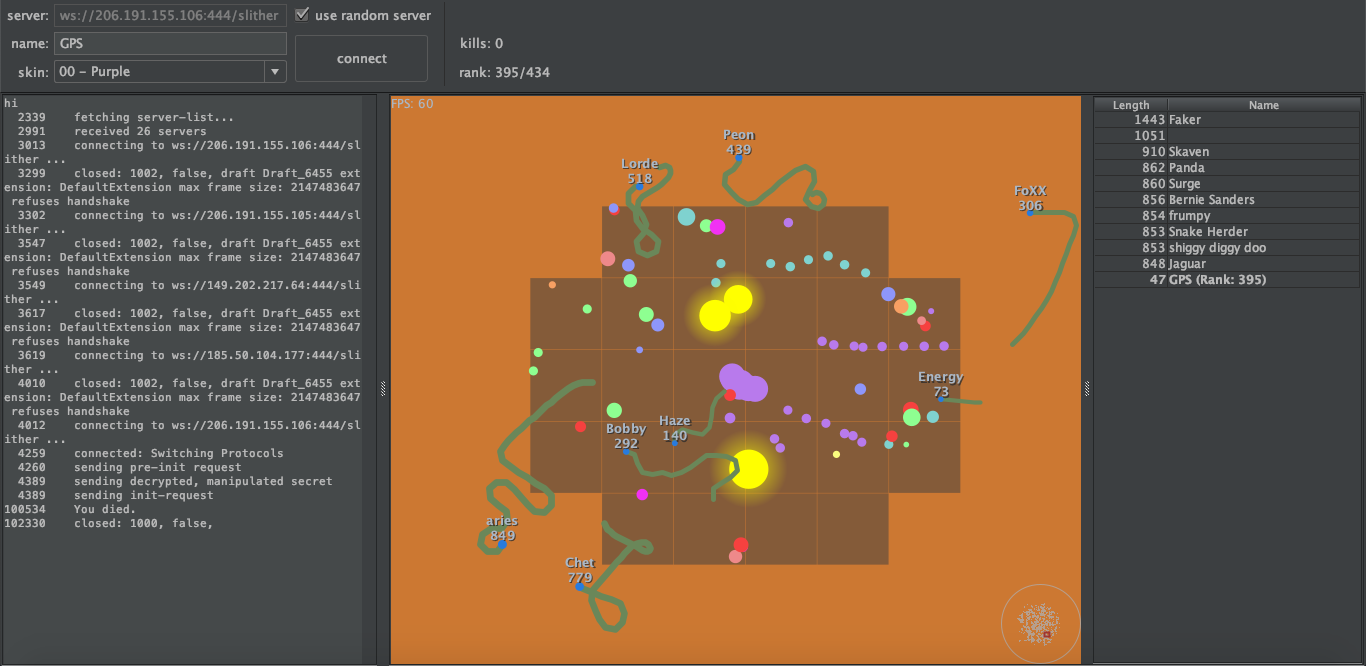 server: ws://206.191.155.106:444/slither use random server
name: GPS
skin: 00 – Purple
connect
kills: 0
rank: 395/434
hi
2339 fetching server-list...
2991 received 26 servers
3013 connecting to ws://206.191.155.106:444/sl
ither ...
3299 closed: 1002, false, draft Draft_6455 ext
ension: DefaultExtension max frame size: 2147483647
refuses handshake
3302 connecting to ws://206.191.155.105:444/sl
ither ...
3547 closed: 1002, false, draft Draft_6455 ext
ension: DefaultExtension max frame size: 2147483647
refuses handshake
3549 connecting to ws://149.202.217.64:444/sli
ther ...
3617 closed: 1002, false, draft Draft_6455 ext
ension: DefaultExtension max frame size: 2147483647
refuses handshake
3619 connecting to ws://185.50.104.177:444/sli
ther ...
4010 closed: 1002, false, draft Draft_6455 ext
ension: DefaultExtension max frame size: 2147483647
refuses handshake
4012 connecting to ws://206.191.155.106:444/sl
ither ...
4259 connected: Switching Protocols
4260 sending pre-init request
4389 sending decrypted, manipulated secret
4389 sending init-request
100534 You died.
102330 closed: 1000, false,
FPS: 60
Peon
439
Lorde
518
FoXX
306
Energy
73
Haze
140
Bobby
292
aries
849
Chet
779
Length Name
1443 Faker
1051
910 Skaven
862 Panda
860 Surge
856 Bernie Sanders
854 frumpy
853 Snake Herder
853 shiggy diggy doo
848 Jaguar
47 GPS (Rank: 395)